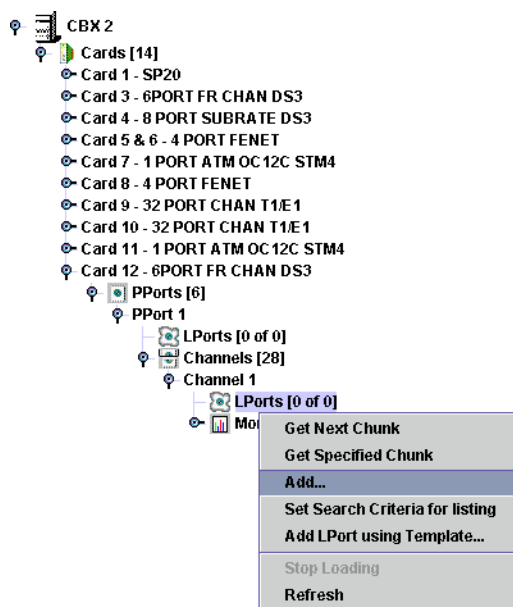 CBX 2
Cards [14]
Card 1 - SP20
Card 3 - 6PORT FR CHAN DS3
Card 4 - 8 PORT SUBRATE DS3
Card 5 & 6 - 4 PORT FENET
Card 7 - 1 PORT ATM OC12C STM4
Card 8 - 4 PORT FENET
Card 9 - 32 PORT CHAN T1/E1
Card 10 - 32 PORT CHAN T1/E1
Card 11 - 1 PORT ATM OC12C STM4
Card 12 - 6PORT FR CHAN DS3
PPorts [6]
PPort 1
LPorts [0 of 0]
Channels [28]
Channel 1
LPorts [0 of 0]
Get Next Chunk
Get Specified Chunk
Add...
Set Search Criteria for listing
Add LPort using Template...
Stop Loading
Refresh